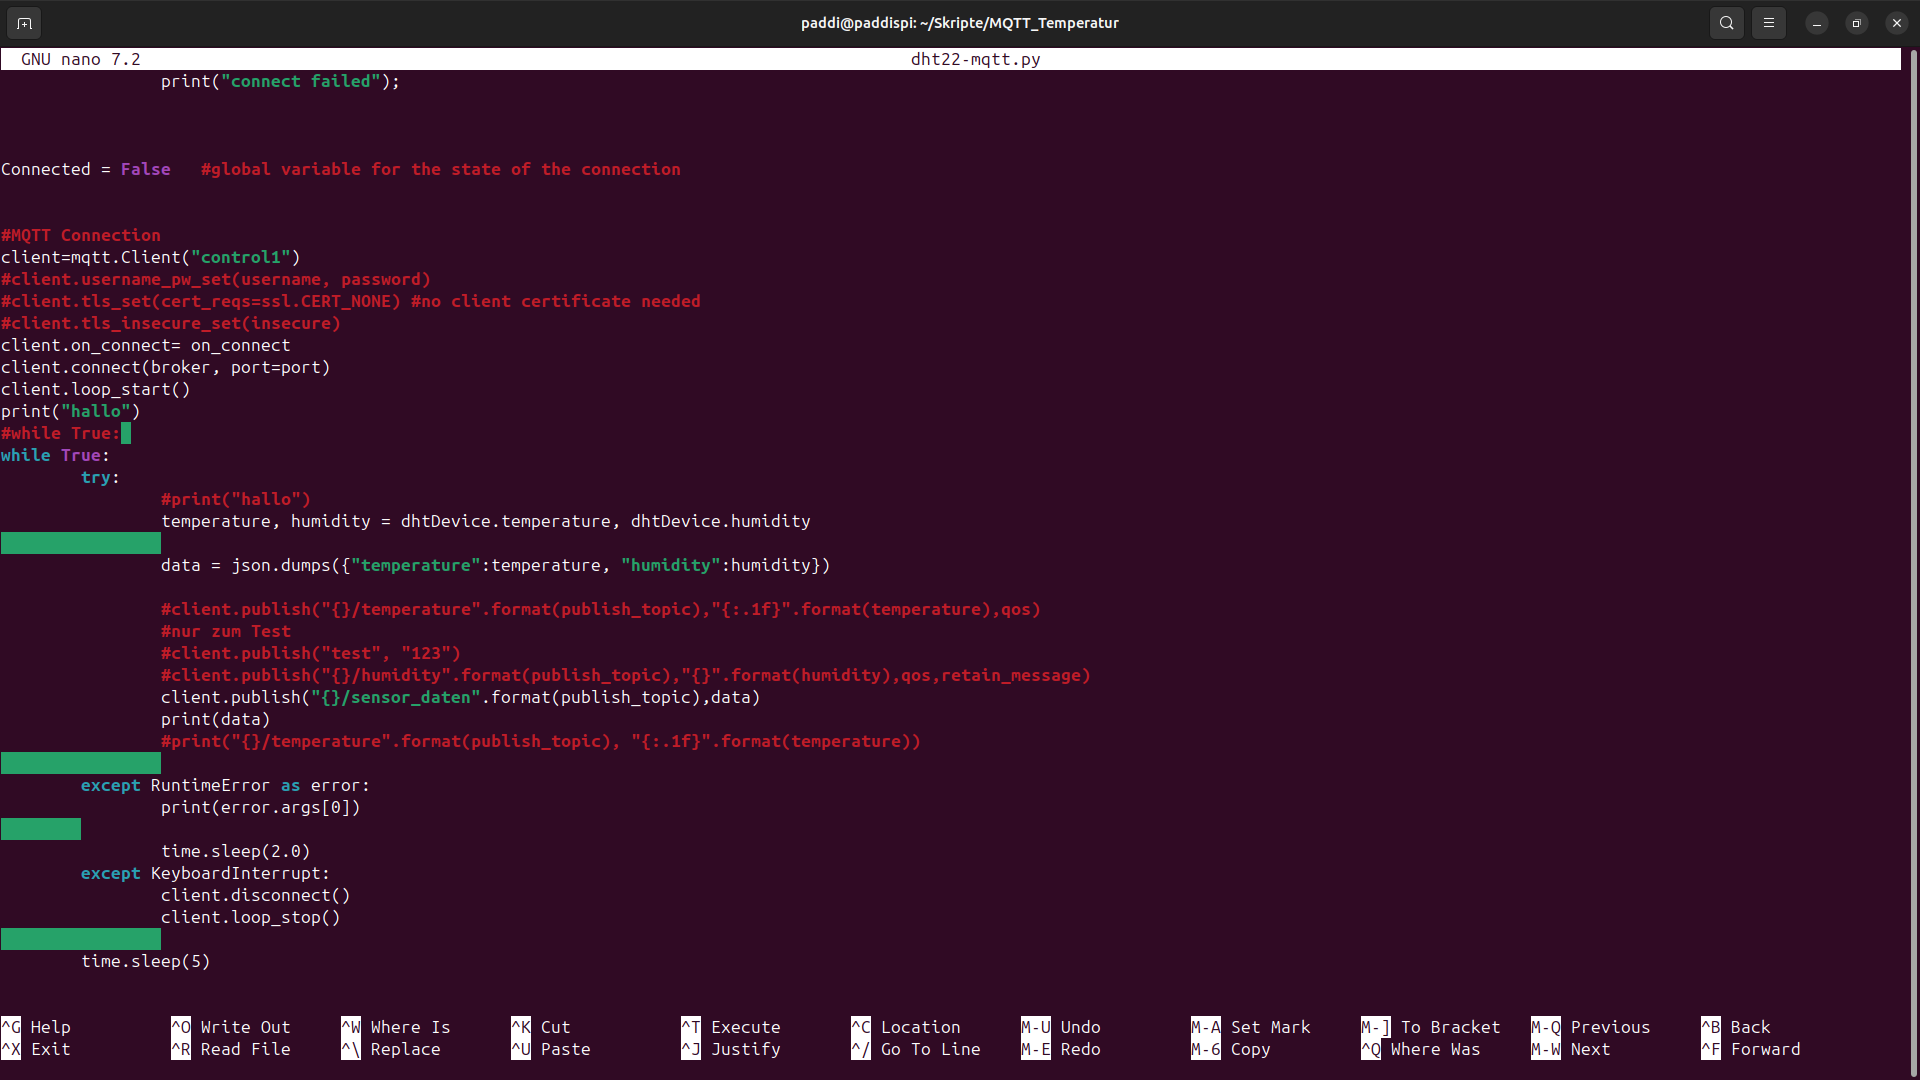 paddi@paddispi: ~/Skripte/MQTT_Temperatur
GNU nano 7.2 dht22-mqtt.py
print("connect failed");
Connected = False   #global variable for the state of the connection
#MQTT Connection
client=mqtt.Client("control1")
#client.username_pw_set(username, password)
#client.tls_set(cert_reqs=ssl.CERT_NONE) #no client certificate needed
#client.tls_insecure_set(insecure)
client.on_connect= on_connect
client.connect(broker, port=port)
client.loop_start()
print("hallo")
#while True:
while True:
        try:
                #print("hallo")
                temperature, humidity = dhtDevice.temperature, dhtDevice.humidity
                data = json.dumps({"temperature":temperature, "humidity":humidity})
                #client.publish("{}/temperature".format(publish_topic),"{:.1f}".format(temperature),qos)
                #nur zum Test
                #client.publish("test", "123")
                #client.publish("{}/humidity".format(publish_topic),"{}".format(humidity),qos,retain_message)
                client.publish("{}/sensor_daten".format(publish_topic),data)
                print(data)
                #print("{}/temperature".format(publish_topic), "{:.1f}".format(temperature))
        except RuntimeError as error:
                print(error.args[0])
                time.sleep(2.0)
        except KeyboardInterrupt:
                client.disconnect()
                client.loop_stop()
        time.sleep(5)
^G Help ^O Write Out ^W Where Is ^K Cut ^T Execute ^C Location M-U Undo M-A Set Mark M-] To Bracket M-Q Previous ^B Back
^X Exit ^R Read File ^\ Replace ^U Paste ^J Justify ^/ Go To Line M-E Redo M-6 Copy ^Q Where Was M-W Next ^F Forward